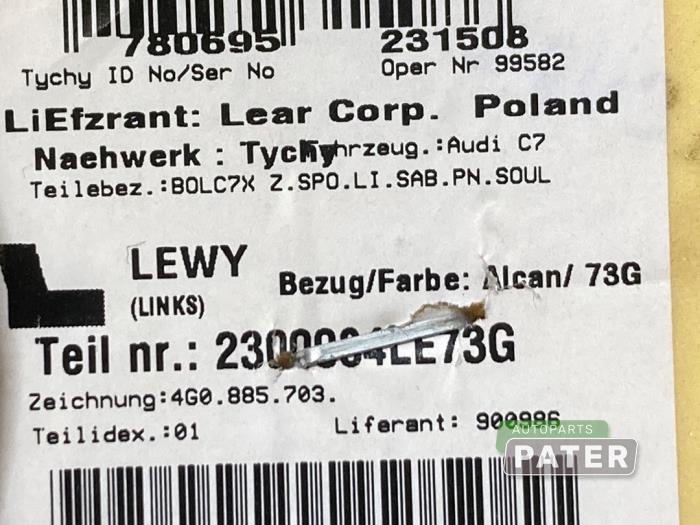 780695 231508
Tychy ID No/Ser No Oper Nr 99582
LiEfzrant: Lear Corp. Poland
Naehwerk : Tychy hrzeug.:Audi C7
Teilebez.:BOLC7X Z.SPO.LI.SAB.PN.SOUL
L LEWY
(LINKS)
Bezug/Farbe: Alcan/ 73G
Teil nr.:
Zeichnung:4G0.885.703.
Teilidex.:01 Liferant: 900986
AUTOPARTS
PATER